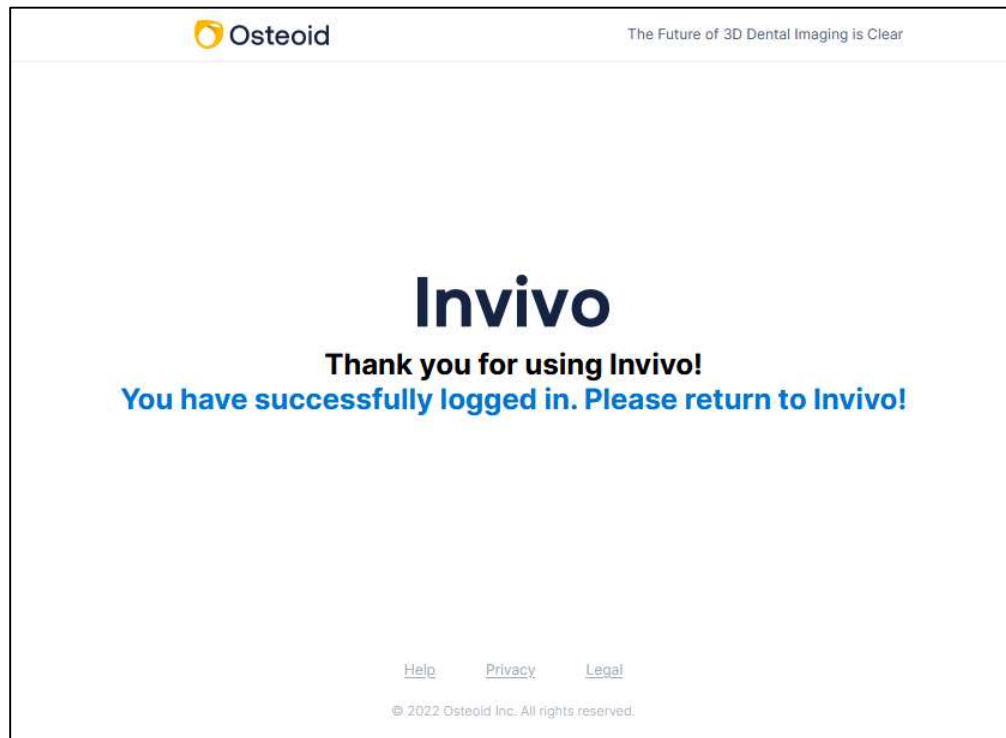 Osteoid
The Future of 3D Dental Imaging is Clear
Invivo
Thank you for using Invivo!
You have successfully logged in. Please return to Invivo!
Help Privacy Legal
© 2022 Osteoid Inc. All rights reserved.